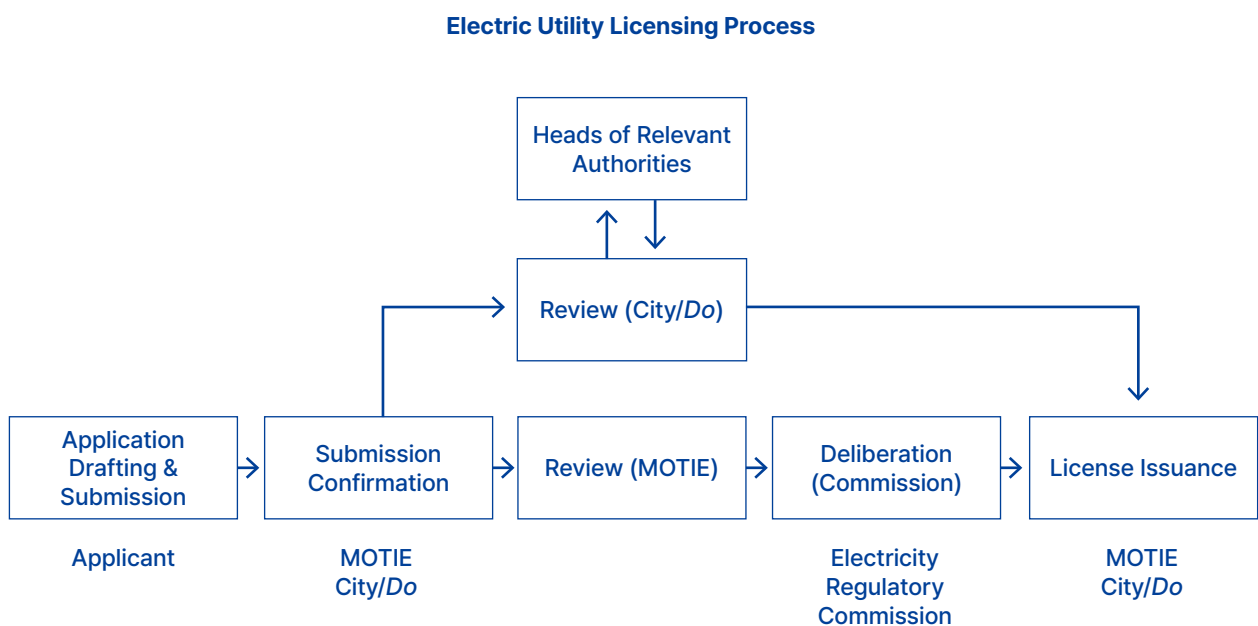 Electric Utility Licensing Process
Heads of Relevant
Authorities
Review (City/Do)
Application
Drafting &
Submission
Submission
Confirmation
Review (MOTIE)
Deliberation
(Commission)
License Issuance
Applicant
MOTIE
City/Do
Electricity
Regulatory
Commission
MOTIE
City/Do